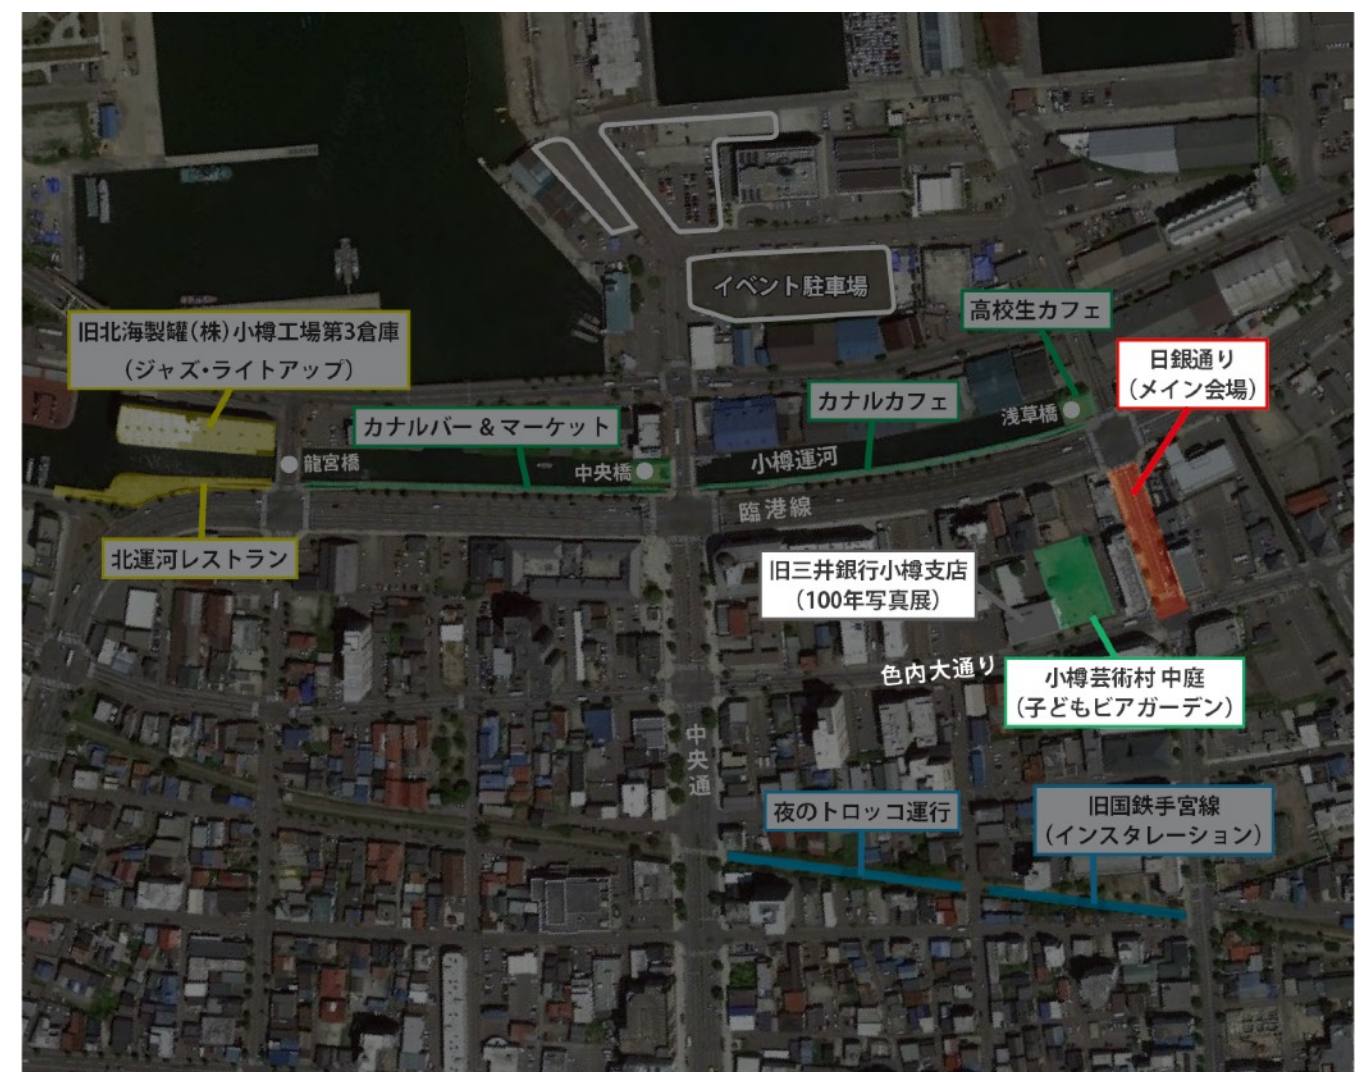 イベント駐車場
高校生カフェ
旧北海製罐(株)小樽工場第3倉庫
(ジャズ・ライトアップ)
日銀通り
(メイン会場)
カナルカフェ
カナルバー&マーケット
浅草橋
龍宮橋
中央橋
小樽運河
臨港線
北運河レストラン
旧三井銀行小樽支店
(100年写真展)
色内大通り
小樽芸術村 中庭
(子どもビアガーデン)
中央通
夜のトロッコ運行
旧国鉄手宮線
(インスタレーション)